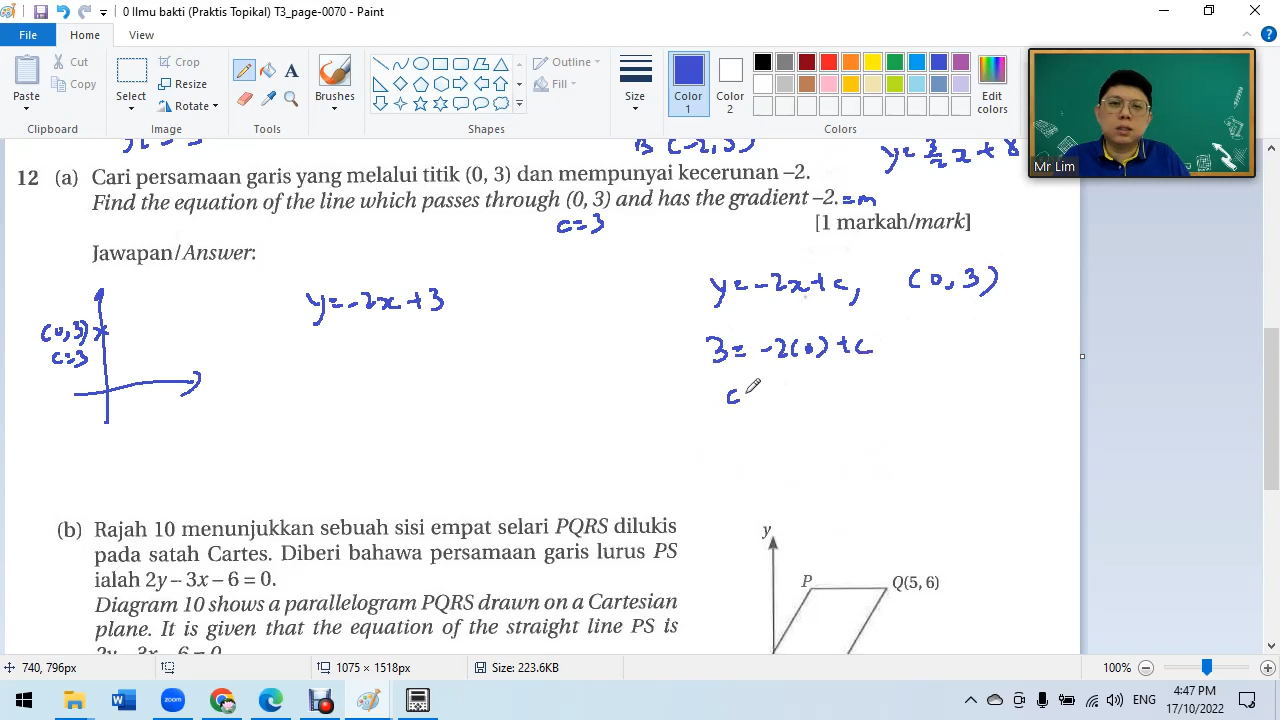 0 Ilmu bakti (Praktis Topikal) T3_page-0070 - Paint
File Home View
Paste Cut Copy Clipboard
Select Crop Resize Rotate Image
A Tools
Brushes
Outline Fill Shapes
Size
Color 1
Color 2
Edit colors
Colors
Mr Lim
12 (a) Cari persamaan garis yang melalui titik (0, 3) dan mempunyai kecerunan –2.
Find the equation of the line which passes through (0, 3) and has the gradient –2. = m
c = 3
[1 markah/mark]
Jawapan/Answer:
(0, 3)
c = 3
y = -2x + 3
y = -2x + c, (0, 3)
3 = -2(0) + c
c
(b) Rajah 10 menunjukkan sebuah sisi empat selari PQRS dilukis
pada satah Cartes. Diberi bahawa persamaan garis lurus PS
ialah 2y – 3x – 6 = 0.
Diagram 10 shows a parallelogram PQRS drawn on a Cartesian
plane. It is given that the equation of the straight line PS is
2y – 3x – 6 = 0.
y
P
Q(5, 6)
740, 796px
1075 × 1518px
Size: 223.6KB
100%
zoom
ENG
4:47 PM
17/10/2022